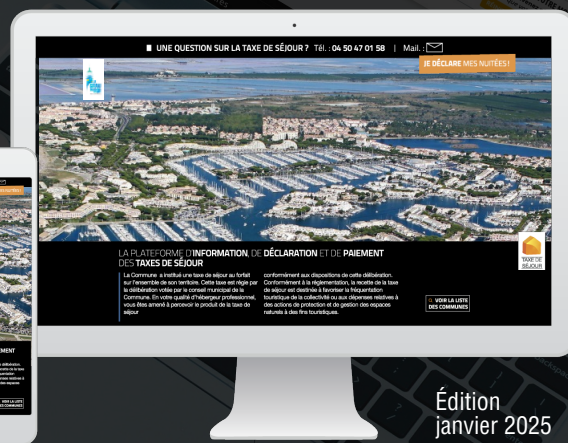 UNE QUESTION SUR LA TAXE DE SÉJOUR ? Tél. : 04 50 47 01 58 | Mail. :
JE DÉCLARE MES NUITÉES !
LA PLATEFORME D'INFORMATION, DE DÉCLARATION ET DE PAIEMENT
DES TAXES DE SÉJOUR
La Commune a institué une taxe de séjour au forfait
sur l'ensemble de son territoire. Cette taxe est régie par
la délibération votée par le conseil municipal de la
Commune. En votre qualité d'hébergeur professionnel,
vous êtes amené à percevoir le produit de la taxe de
séjour
conformément aux dispositions de cette délibération.
Conformément à la réglementation, la recette de la taxe
de séjour est destinée à favoriser la fréquentation
touristique de la collectivité ou aux dépenses relatives à
des actions de protection et de gestion des espaces
naturels à des fins touristiques.
TAXE DE
SÉJOUR
VOIR LA LISTE
DES COMMUNES
MENT
VOIR LA LISTE
DES COMMUNES
Édition
janvier 2025